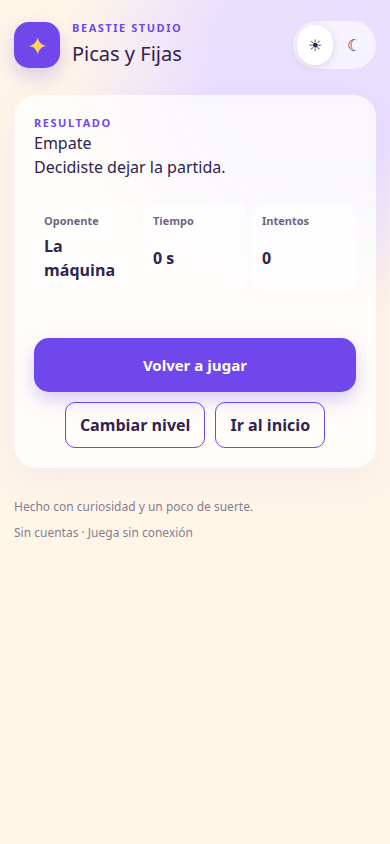 BEASTIE STUDIO
Picas y Fijas
RESULTADO
Empate
Decidiste dejar la partida.
Oponente
La
máquina
Tiempo
0 s
Intentos
0
Volver a jugar
Cambiar nivel
Ir al inicio
Hecho con curiosidad y un poco de suerte.
Sin cuentas · Juega sin conexión